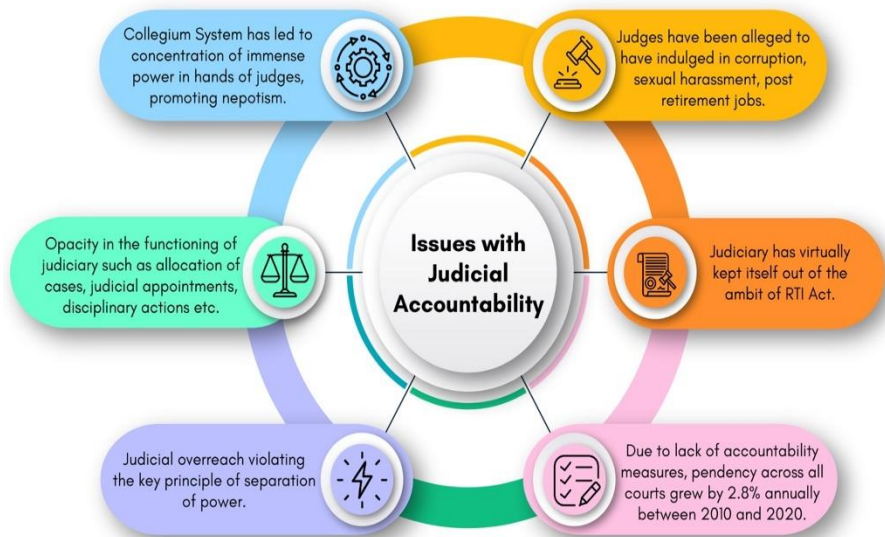 Collegium System has led to
concentration of immense
power in hands of judges,
promoting nepotism.
Judges have been alleged to
have indulged in corruption,
sexual harassment, post
retirement jobs.
Opacity in the functioning of
judiciary such as allocation of
cases, judicial appointments,
disciplinary actions etc.
Issues with
Judicial
Accountability
Judiciary has virtually
kept itself out of the
ambit of RTI Act.
Judicial overreach violating
the key principle of separation
of power.
Due to lack of accountability
measures, pendency across all
courts grew by 2.8% annually
between 2010 and 2020.